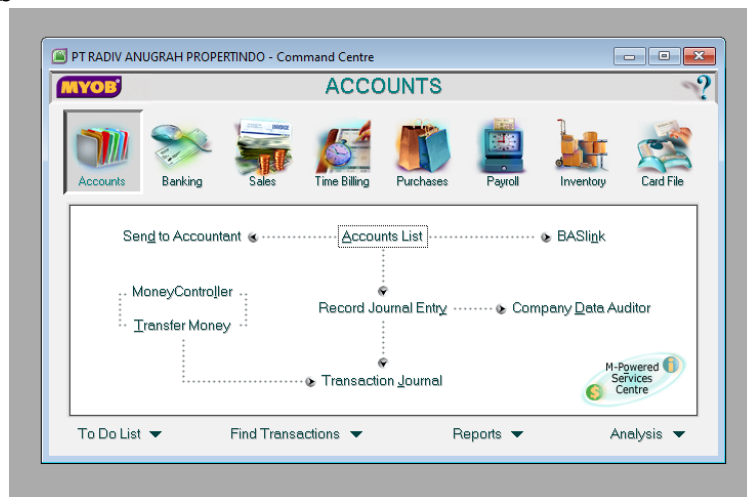 PT RADIV ANUGRAH PROPERTINDO - Command Centre
MYOB ACCOUNTS
Accounts Banking Sales Time Billing Purchases Payroll Inventory Card File
Send to Accountant Accounts List BASlink
MoneyController
Record Journal Entry Company Data Auditor
Transfer Money
Transaction Journal
M-Powered
Services
Centre
To Do List Find Transactions Reports Analysis